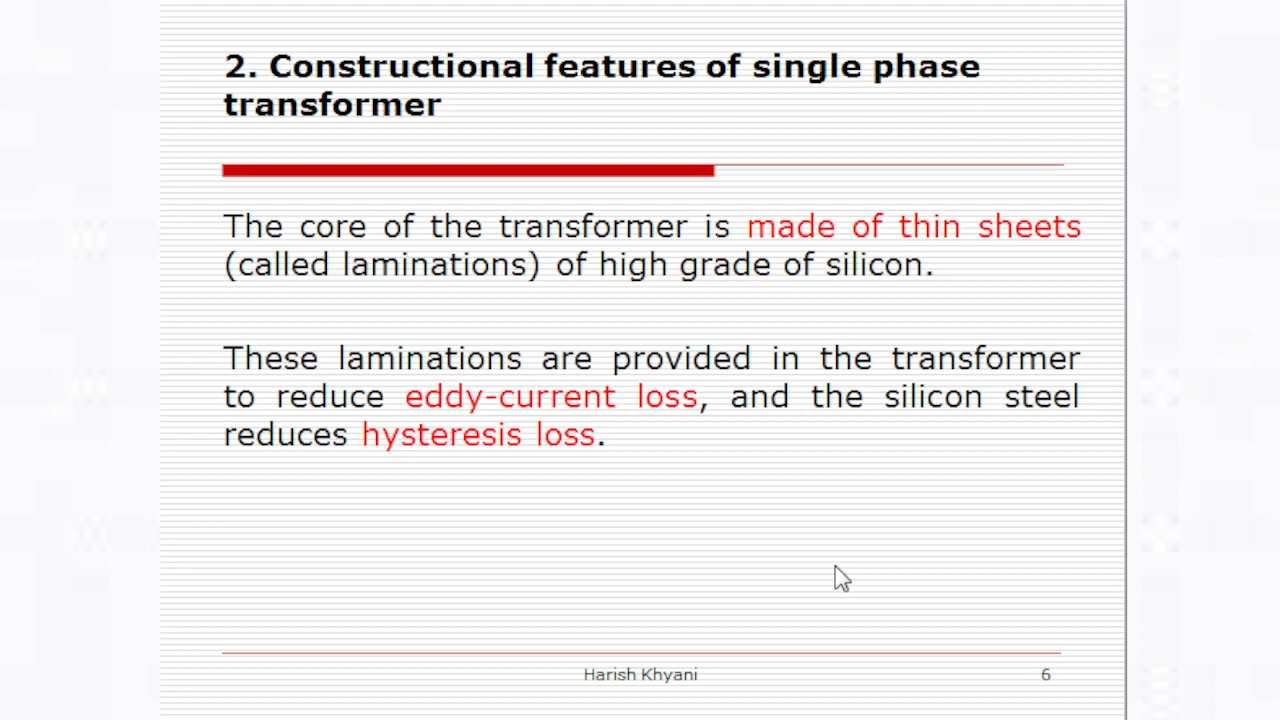 2. Constructional features of single phase
transformer
The core of the transformer is made of thin sheets
(called laminations) of high grade of silicon.
These laminations are provided in the transformer
to reduce eddy-current loss, and the silicon steel
reduces hysteresis loss.
Harish Khyani
6